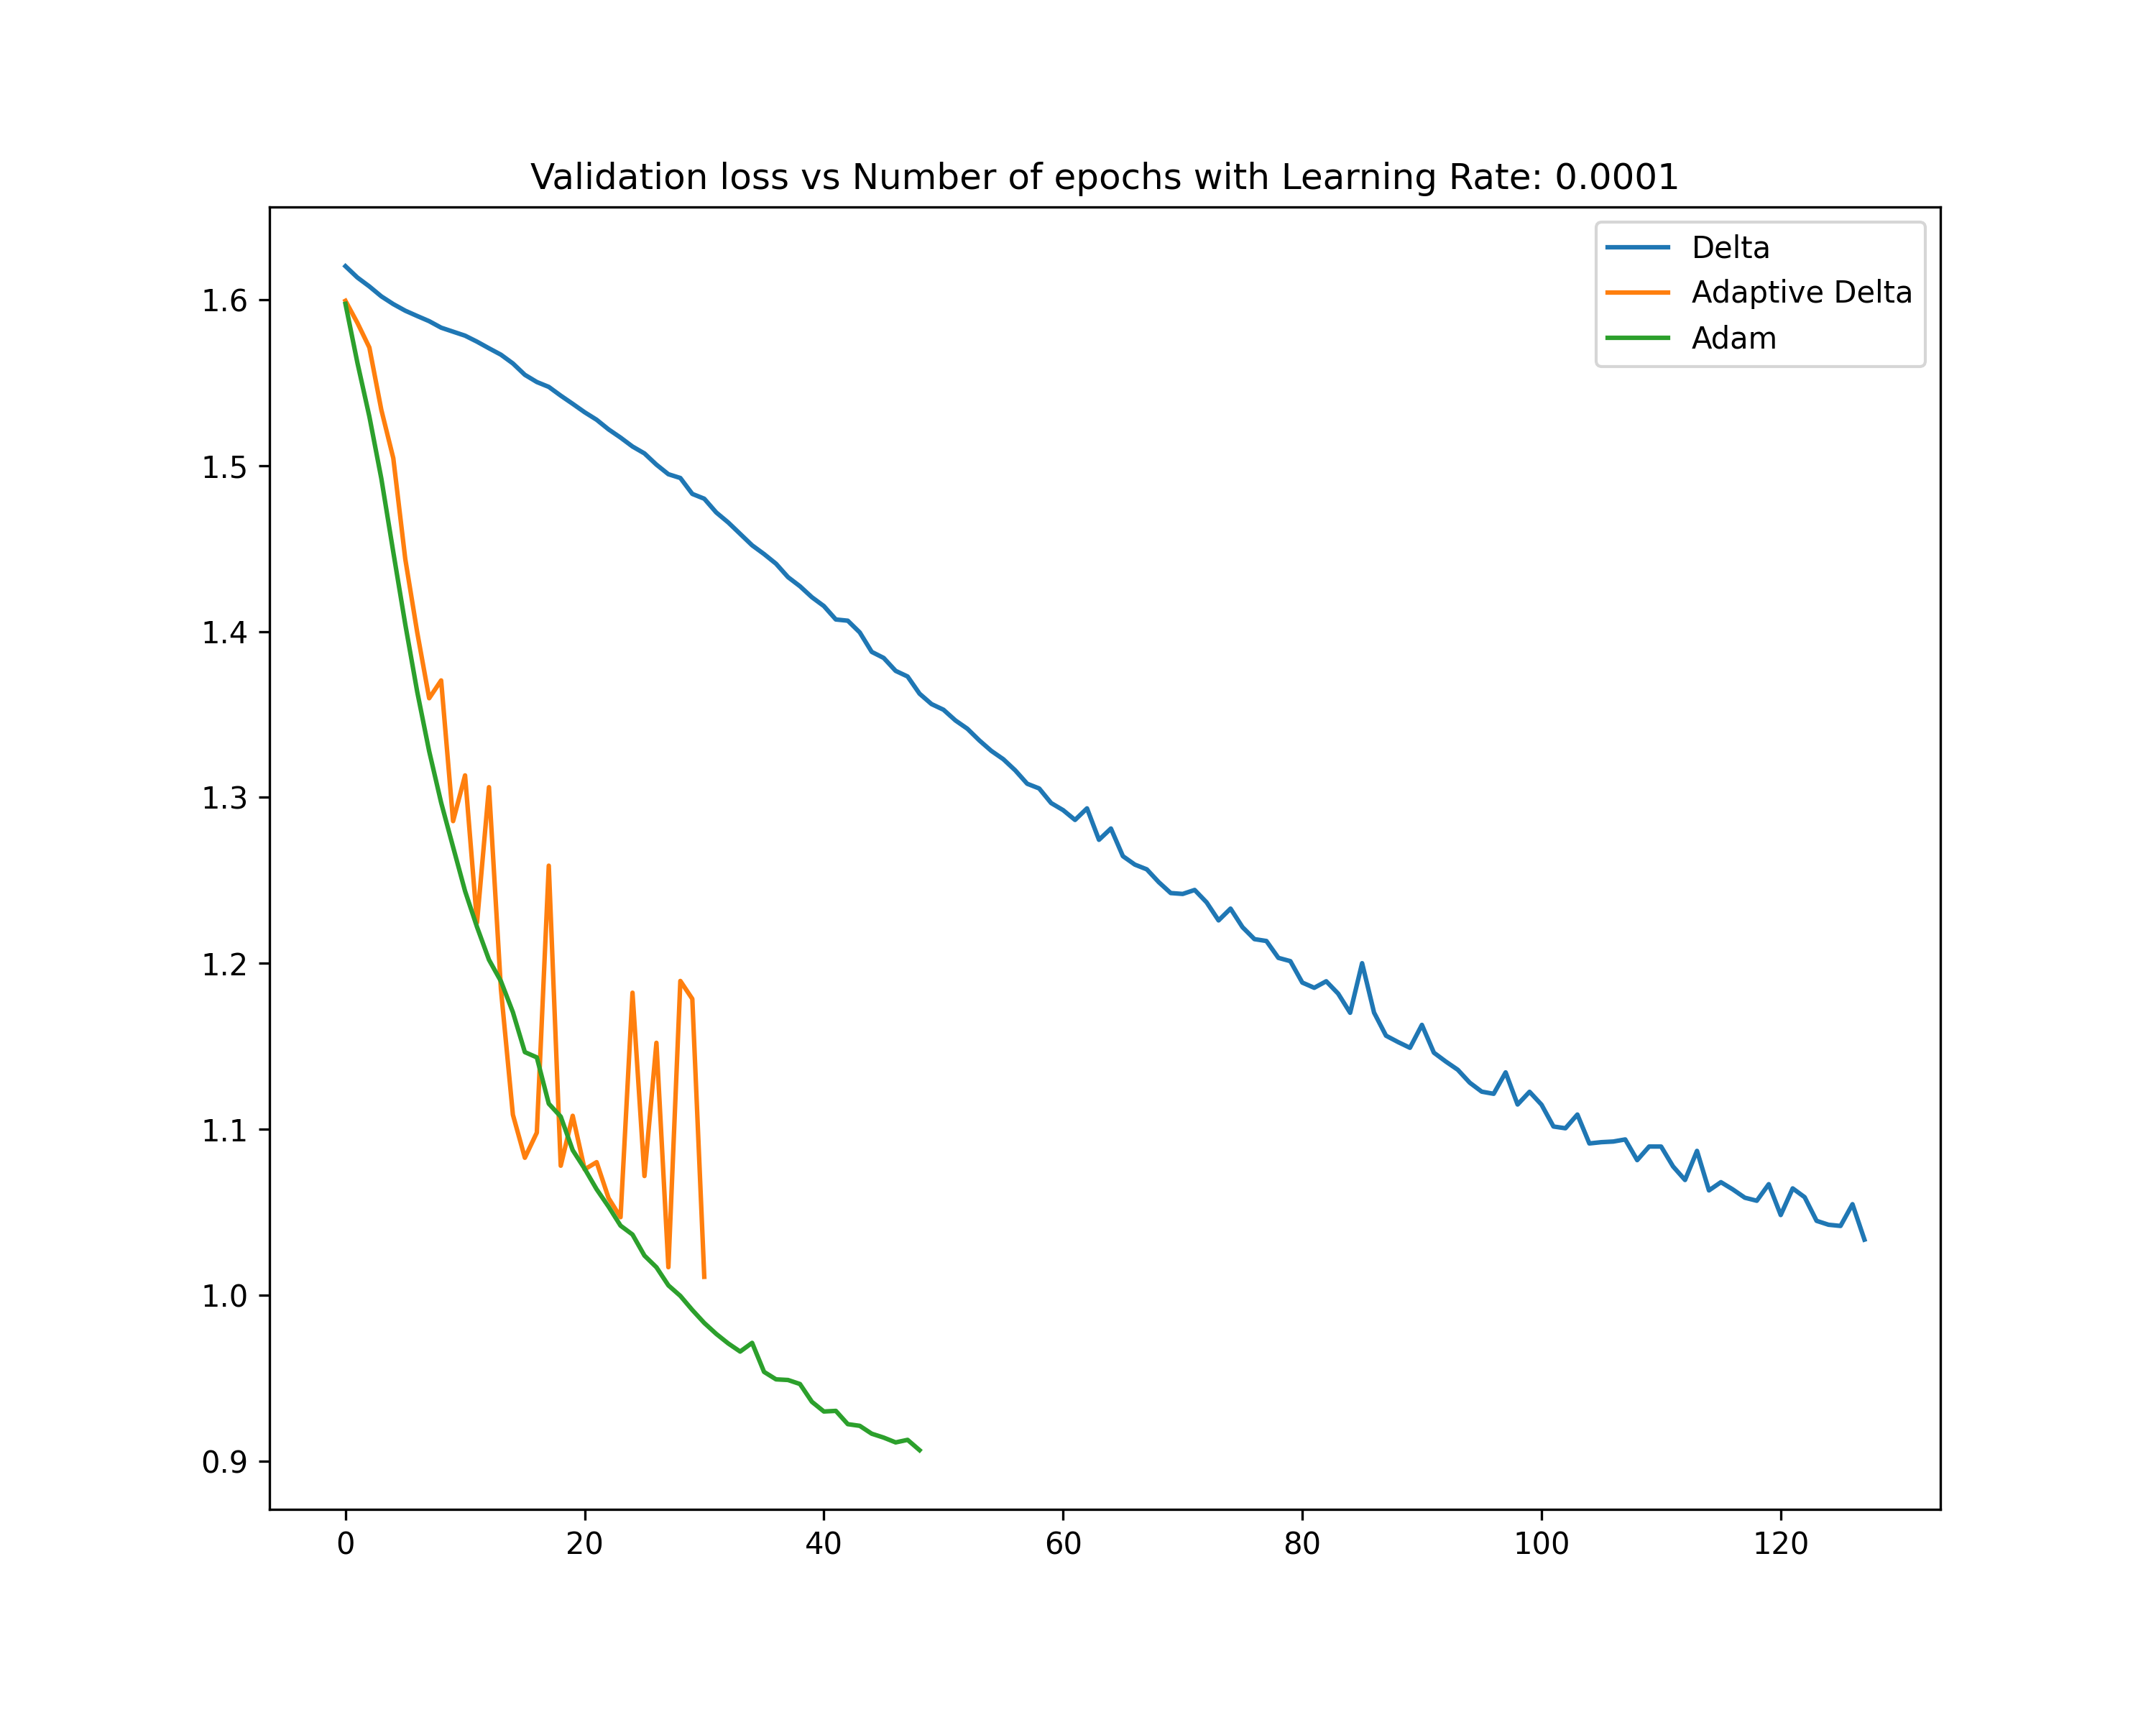 Validation loss vs Number of epochs with Learning Rate: 0.0001
Delta
Adaptive Delta
Adam
1.6
1.5
1.4
1.3
1.2
1.1
1.0
0.9
0 20 40 60 80 100 120